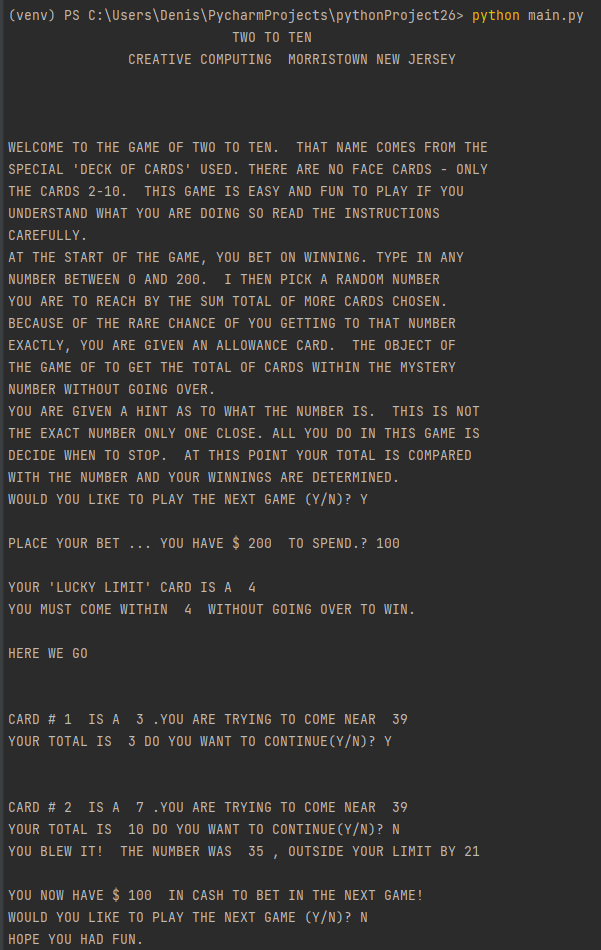 (venv) PS C:\Users\Denis\PycharmProjects\pythonProject26> python main.py
TWO TO TEN
CREATIVE COMPUTING  MORRISTOWN NEW JERSEY
WELCOME TO THE GAME OF TWO TO TEN.  THAT NAME COMES FROM THE
SPECIAL 'DECK OF CARDS' USED. THERE ARE NO FACE CARDS - ONLY
THE CARDS 2-10.  THIS GAME IS EASY AND FUN TO PLAY IF YOU
UNDERSTAND WHAT YOU ARE DOING SO READ THE INSTRUCTIONS
CAREFULLY.
AT THE START OF THE GAME, YOU BET ON WINNING. TYPE IN ANY
NUMBER BETWEEN 0 AND 200.  I THEN PICK A RANDOM NUMBER
YOU ARE TO REACH BY THE SUM TOTAL OF MORE CARDS CHOSEN.
BECAUSE OF THE RARE CHANCE OF YOU GETTING TO THAT NUMBER
EXACTLY, YOU ARE GIVEN AN ALLOWANCE CARD.  THE OBJECT OF
THE GAME OF TO GET THE TOTAL OF CARDS WITHIN THE MYSTERY
NUMBER WITHOUT GOING OVER.
YOU ARE GIVEN A HINT AS TO WHAT THE NUMBER IS.  THIS IS NOT
THE EXACT NUMBER ONLY ONE CLOSE. ALL YOU DO IN THIS GAME IS
DECIDE WHEN TO STOP.  AT THIS POINT YOUR TOTAL IS COMPARED
WITH THE NUMBER AND YOUR WINNINGS ARE DETERMINED.
WOULD YOU LIKE TO PLAY THE NEXT GAME (Y/N)? Y
PLACE YOUR BET ... YOU HAVE $ 200  TO SPEND.? 100
YOUR 'LUCKY LIMIT' CARD IS A  4
YOU MUST COME WITHIN  4  WITHOUT GOING OVER TO WIN.
HERE WE GO
CARD # 1  IS A  3 .YOU ARE TRYING TO COME NEAR  39
YOUR TOTAL IS  3 DO YOU WANT TO CONTINUE(Y/N)? Y
CARD # 2  IS A  7 .YOU ARE TRYING TO COME NEAR  39
YOUR TOTAL IS  10 DO YOU WANT TO CONTINUE(Y/N)? N
YOU BLEW IT!  THE NUMBER WAS  35 , OUTSIDE YOUR LIMIT BY 21
YOU NOW HAVE $ 100  IN CASH TO BET IN THE NEXT GAME!
WOULD YOU LIKE TO PLAY THE NEXT GAME (Y/N)? N
HOPE YOU HAD FUN.